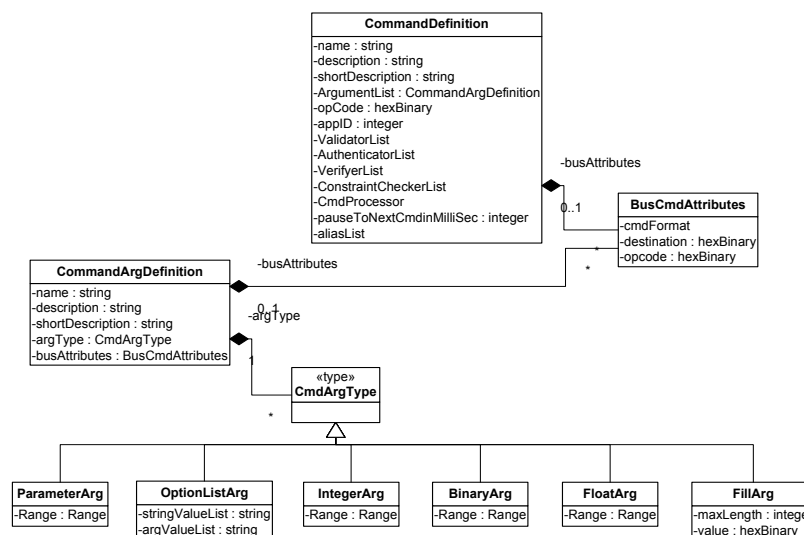 CommandDefinition
-name : string
-description : string
-shortDescription : string
-ArgumentList : CommandArgDefinition
-opCode : hexBinary
-appID : integer
-ValidatorList
-AuthenticatorList
-VerifyerList
-ConstraintCheckerList
-CmdProcessor
-pauseToNextCmdinMilliSec : integer
-aliasList
-busAttributes
0..1
*
BusCmdAttributes
-cmdFormat
-destination : hexBinary
-opcode : hexBinary
CommandArgDefinition
-name : string
-description : string
-shortDescription : string
-argType : CmdArgType
-busAttributes : BusCmdAttributes
-busAttributes
0..1
*
-argType
1
*
«type»
CmdArgType
ParameterArg
-Range : Range
OptionListArg
-stringValueList : string
-argValueList : string
IntegerArg
-Range : Range
BinaryArg
-Range : Range
FloatArg
-Range : Range
FillArg
-maxLength : intege
-value : hexBinary